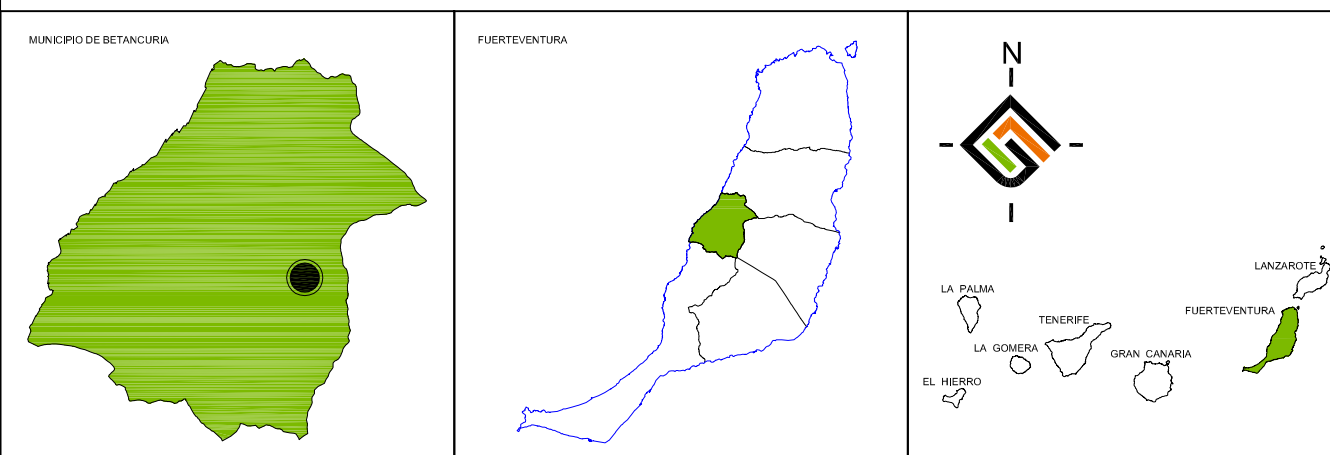 MUNICIPIO DE BETANCURIA
FUERTEVENTURA
N
LANZAROTE
LA PALMA
FUERTEVENTURA
TENERIFE
LA GOMERA
GRAN CANARIA
EL HIERRO